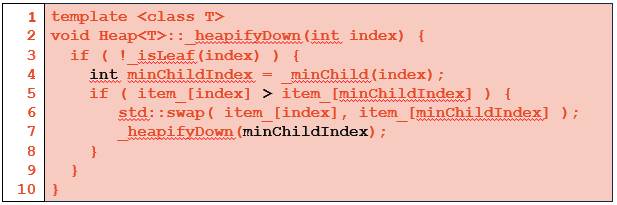 1 template <class T>
2 void Heap<T>::_heapifyDown(int index) {
3 if ( !_isLeaf(index) ) {
4 int minChildIndex = _minChild(index);
5 if ( item_[index] > item_[minChildIndex] ) {
6 std::swap( item_[index], item_[minChildIndex] );
7 _heapifyDown(minChildIndex);
8 }
9 }
10 }